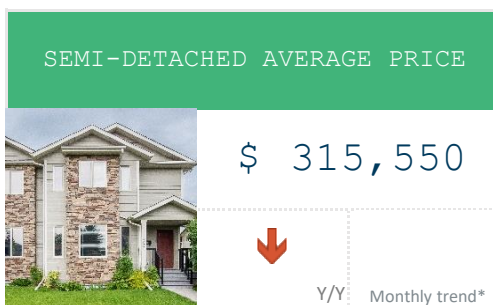 SEMI-DETACHED AVERAGE PRICE
$ 315,550
Y/Y
Monthly trend*